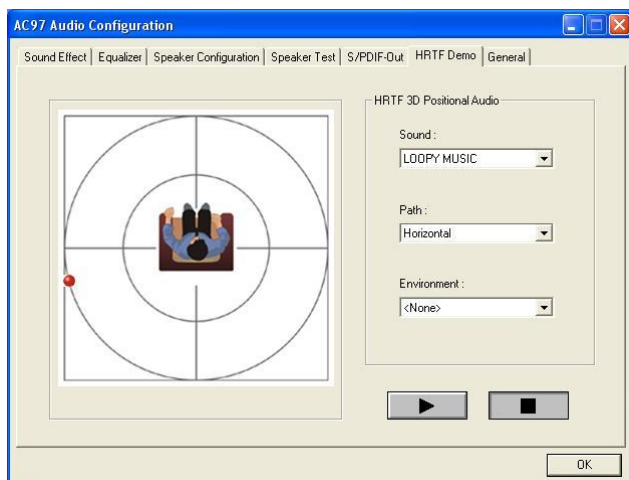 AC97 Audio Configuration
Sound Effect Equalizer Speaker Configuration Speaker Test S/PDIF-Out HRTF Demo General
HRTF 3D Positional Audio
Sound :
LOOPY MUSIC
Path :
Horizontal
Environment :
<None>
OK